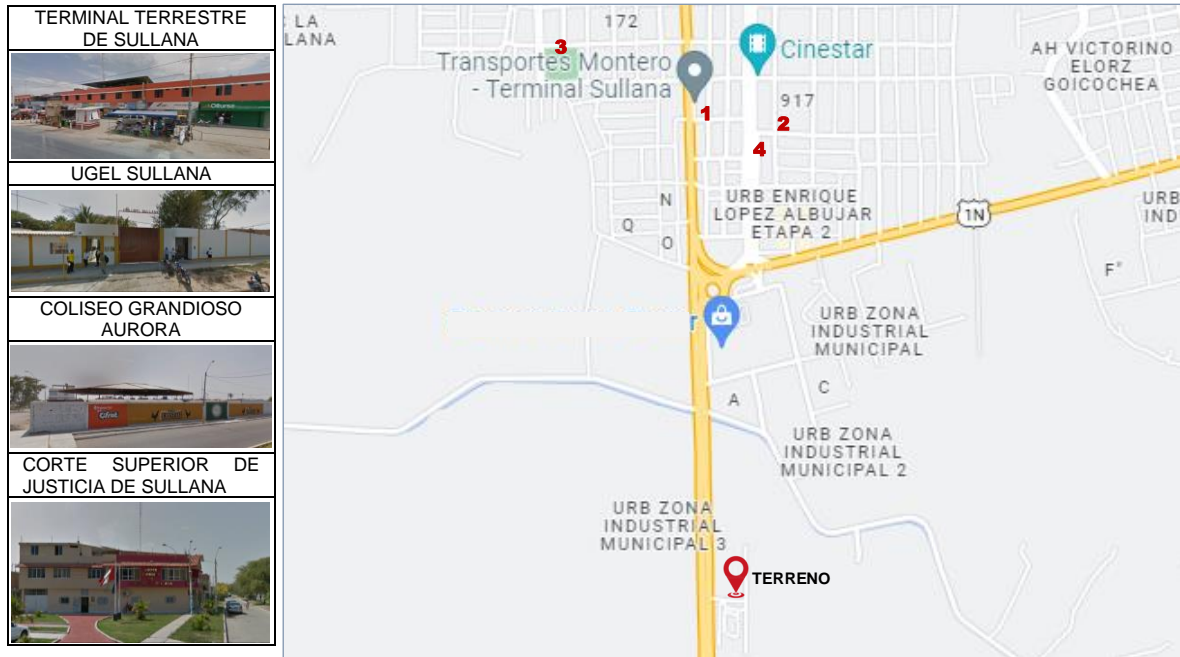 TERMINAL TERRESTRE
DE SULLANA
UGEL SULLANA
COLISEO GRANDIOSO
AURORA
CORTE SUPERIOR DE
JUSTICIA DE SULLANA
LA
LANA
172
3
Transportes Montero
- Terminal Sullana
Cinestar
AH VICTORINO
ELORZ
GOICOCHEA
917
1
2
4
URB ENRIQUE
LOPEZ ALBUJAR
ETAPA 2
N
Q
O
1N
URB
IND
F"
r
URB ZONA
INDUSTRIAL
MUNICIPAL
A
C
URB ZONA
INDUSTRIAL
MUNICIPAL 2
URB ZONA
INDUSTRIAL
MUNICIPAL 3
TERRENO